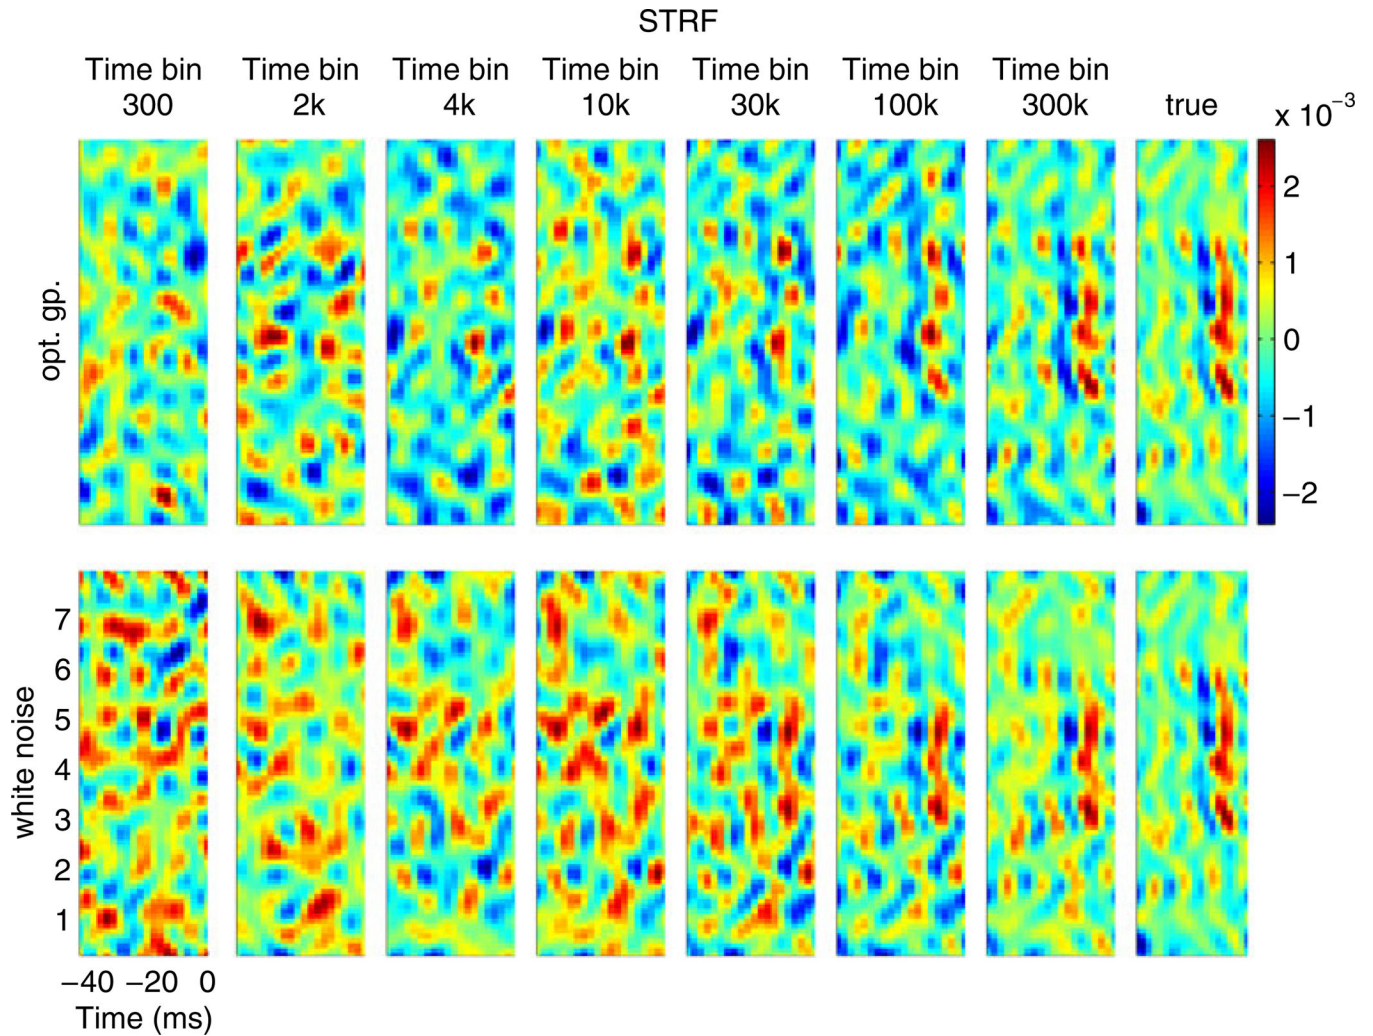 STRF
Time bin Time bin Time bin Time bin Time bin Time bin Time bin
300 2k 4k 10k 30k 100k 300k true
x 10⁻³
opt. gp.
2
1
0
−1
−2
white noise
7
6
5
4
3
2
1
−40 −20 0
Time (ms)